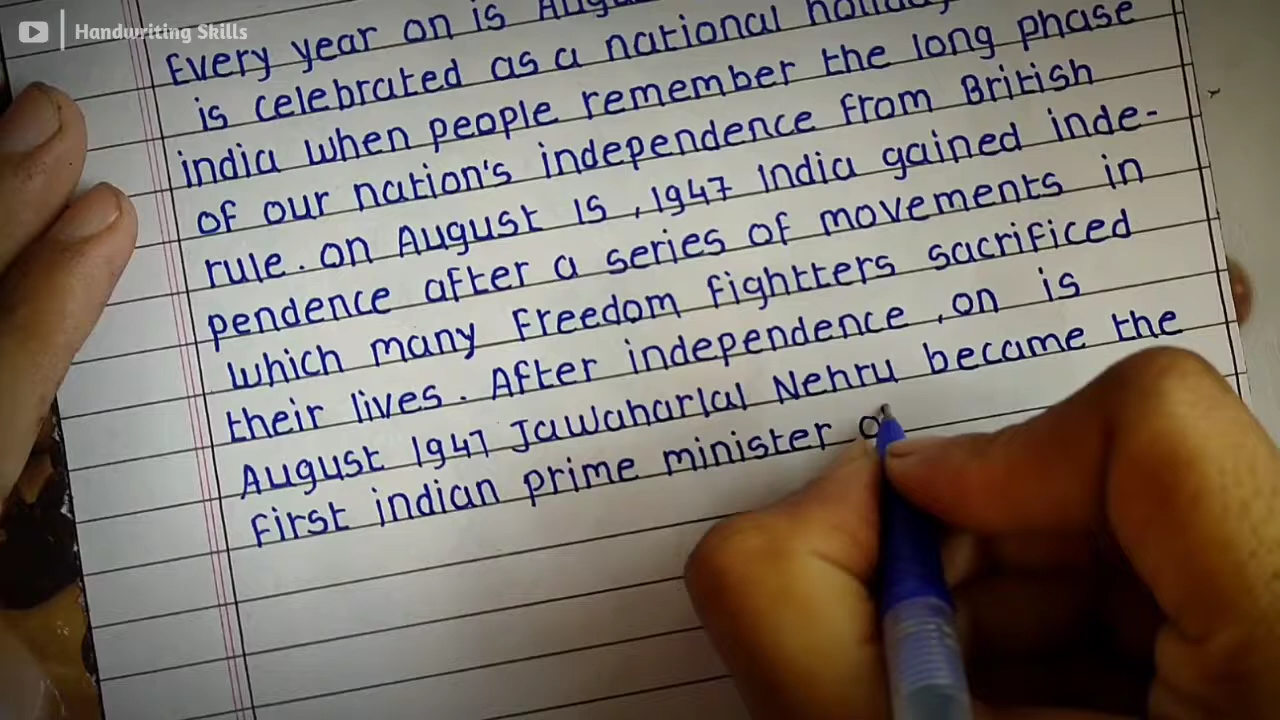 Handwriting Skills
Every year on 15 Aug
is celebrated as a national holiday
india when people remember the long phase
of our nation's independence from British
rule. on August 15, 1947 India gained inde-
pendence after a series of movements in
which many freedom fightters sacrificed
their lives. After independence, on 15
August 1947 Jawaharlal Nehru became the
first indian prime minister